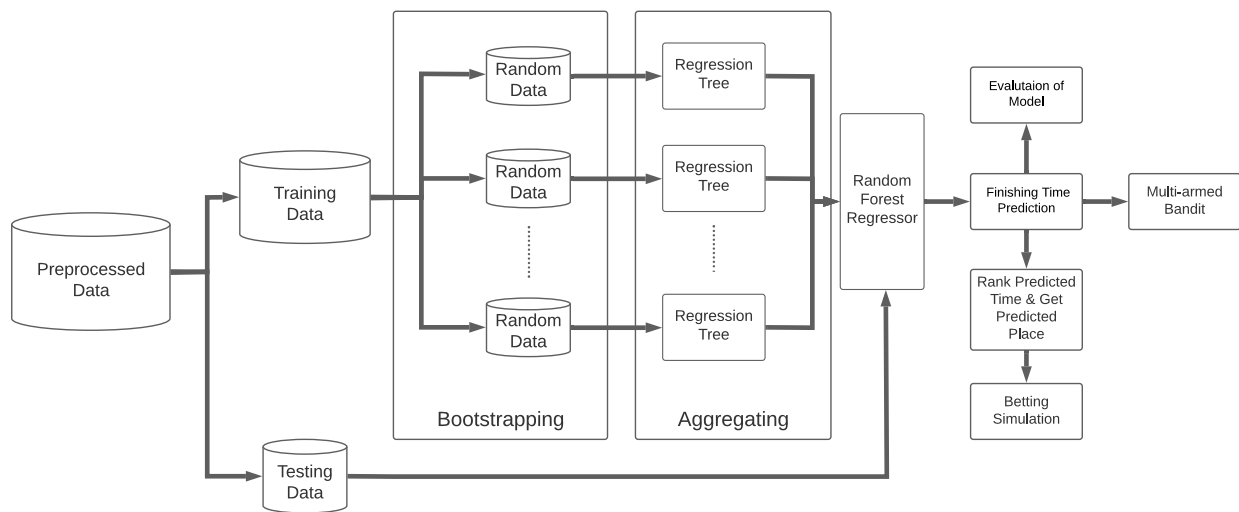 Preprocessed
Data
Training
Data
Testing
Data
Random
Data
Random
Data
Random
Data
Bootstrapping
Regression
Tree
Regression
Tree
Regression
Tree
Aggregating
Random
Forest
Regressor
Evalutaion of
Model
Finishing Time
Prediction
Multi-armed
Bandit
Rank Predicted
Time & Get
Predicted
Place
Betting
Simulation